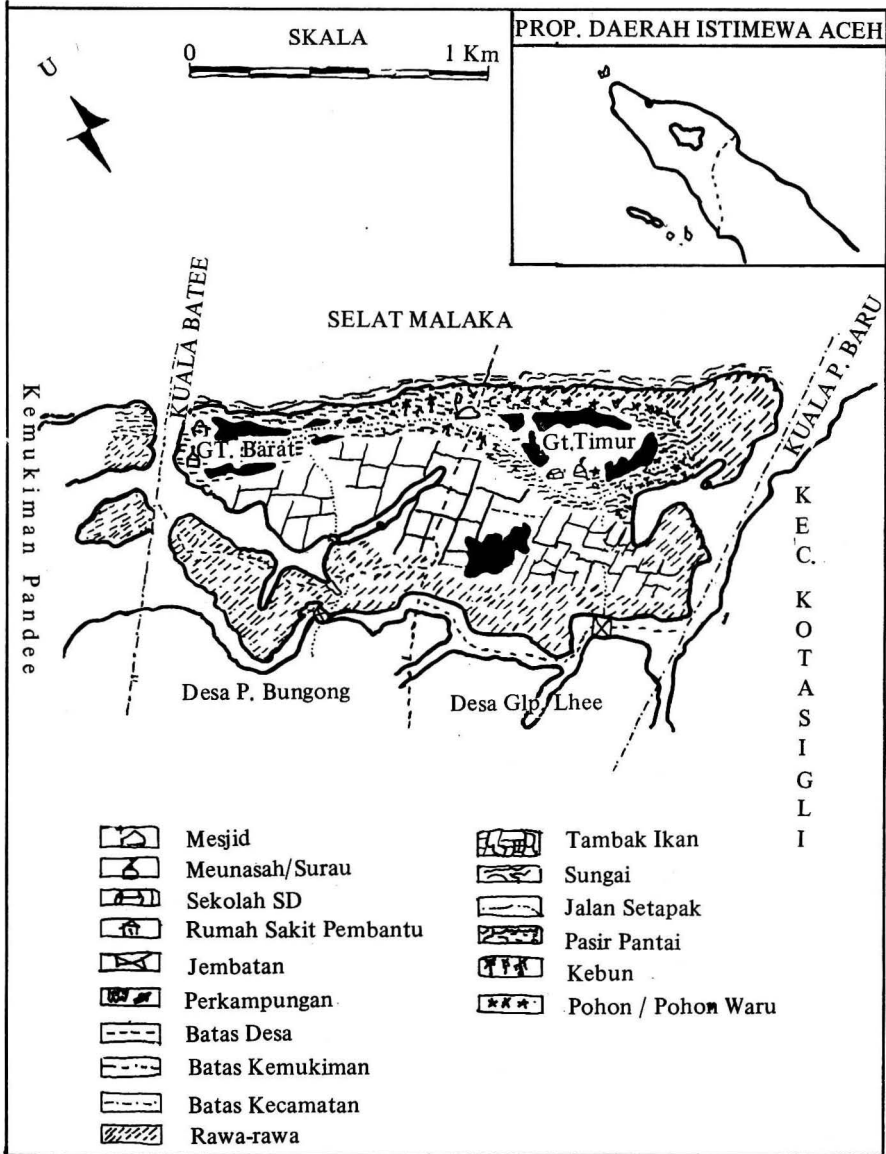 SKALA
0 1 Km
U
PROP. DAERAH ISTIMEWA ACEH
KUALA BATEE
SELAT MALAKA
KUALA P. BARU
Kemukiman Pandee
GT. Barat
Gt.Timur
KEC. KOTASIGLI
Desa P. Bungong
Desa Glp. Lhee
Mesjid
Meunasah/Surau
Sekolah SD
Rumah Sakit Pembantu
Jembatan
Perkampungan
Batas Desa
Batas Kemukiman
Batas Kecamatan
Rawa-rawa
Tambak Ikan
Sungai
Jalan Setapak
Pasir Pantai
Kebun
Pohon / Pohon Waru